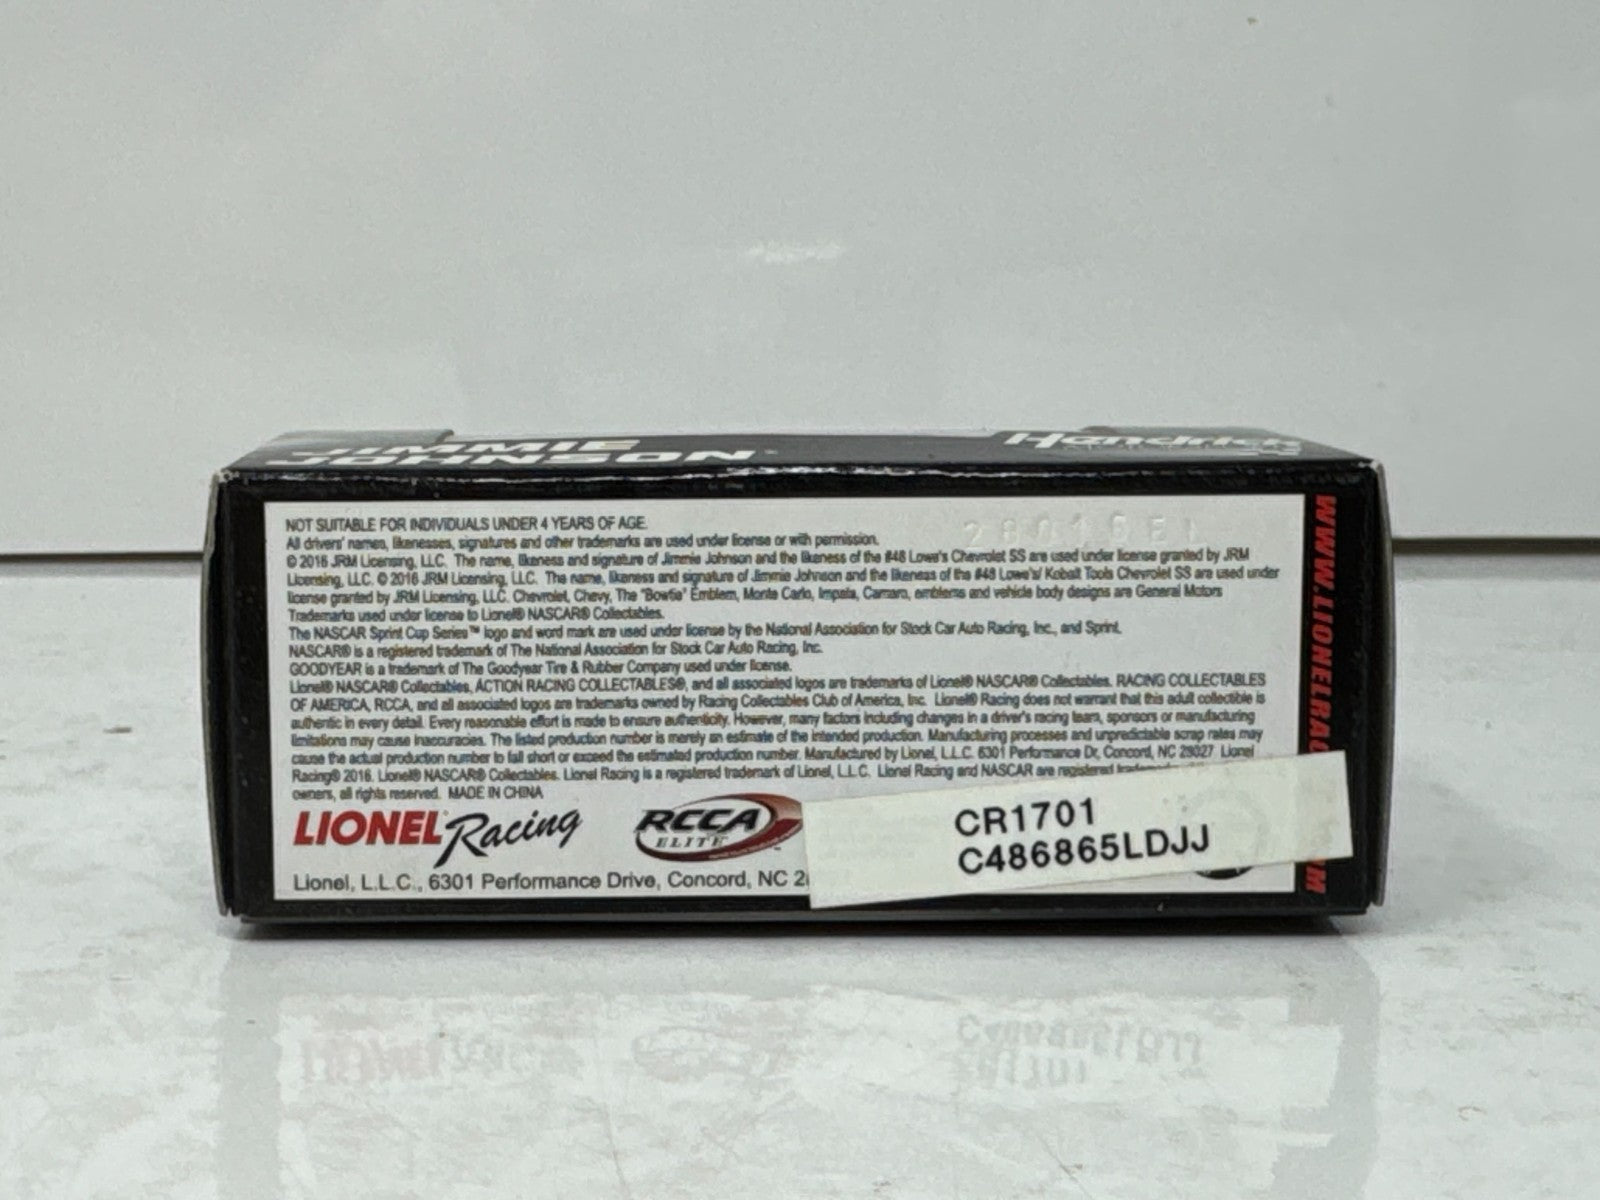 JIMMIE
JOHNSON
Hendrick
NOT SUITABLE FOR INDIVIDUALS UNDER 4 YEARS OF AGE.
All drivers' names, likenesses, signatures and other trademarks are used under license or with permission.
© 2016 JRM Licensing, LLC. The name, likeness and signature of Jimmie Johnson and the likeness of the #48 Lowe's Chevrolet SS are used under license granted by JRM
Licensing, LLC. © 2016 JRM Licensing, LLC. The name, likeness and signature of Jimmie Johnson and the likeness of the #48 Lowe's/ Kobalt Tools Chevrolet SS are used under
license granted by JRM Licensing, LLC. Chevrolet, Chevy, The "Bowtie" Emblem, Monte Carlo, Impala, Camaro, emblems and vehicle body designs are General Motors
Trademarks used under license to Lionel® NASCAR® Collectables.
The NASCAR Sprint Cup Series™ logo and word mark are used under license by the National Association for Stock Car Auto Racing, Inc., and Sprint.
NASCAR® is a registered trademark of The National Association for Stock Car Auto Racing, Inc.
GOODYEAR is a trademark of The Goodyear Tire & Rubber Company used under license.
Lionel® NASCAR® Collectables, ACTION RACING COLLECTABLES®, and all associated logos are trademarks of Lionel® NASCAR® Collectables. RACING COLLECTABLES
OF AMERICA, RCCA, and all associated logos are trademarks owned by Racing Collectables Club of America, Inc. Lionel® Racing does not warrant that this adult collectible is
authentic in every detail. Every reasonable effort is made to ensure authenticity. However, many factors including changes in a driver's racing team, sponsors or manufacturing
limitations may cause inaccuracies. The listed production number is merely an estimate of the intended production. Manufacturing processes and unpredictable scrap rates may
cause the actual production number to fall short or exceed the estimated production number. Manufactured by Lionel, L.L.C. 6301 Performance Dr, Concord, NC 28027 Lionel
Racing® 2016. Lionel® NASCAR® Collectables. Lionel Racing is a registered trademark of Lionel, L.L.C. Lionel Racing and NASCAR are registered
owners, all rights reserved. MADE IN CHINA
LIONEL Racing
RCCA
ELITE
Lionel, L.L.C., 6301 Performance Drive, Concord, NC
CR1701
C486865LDJJ
WWW.LIONELRA